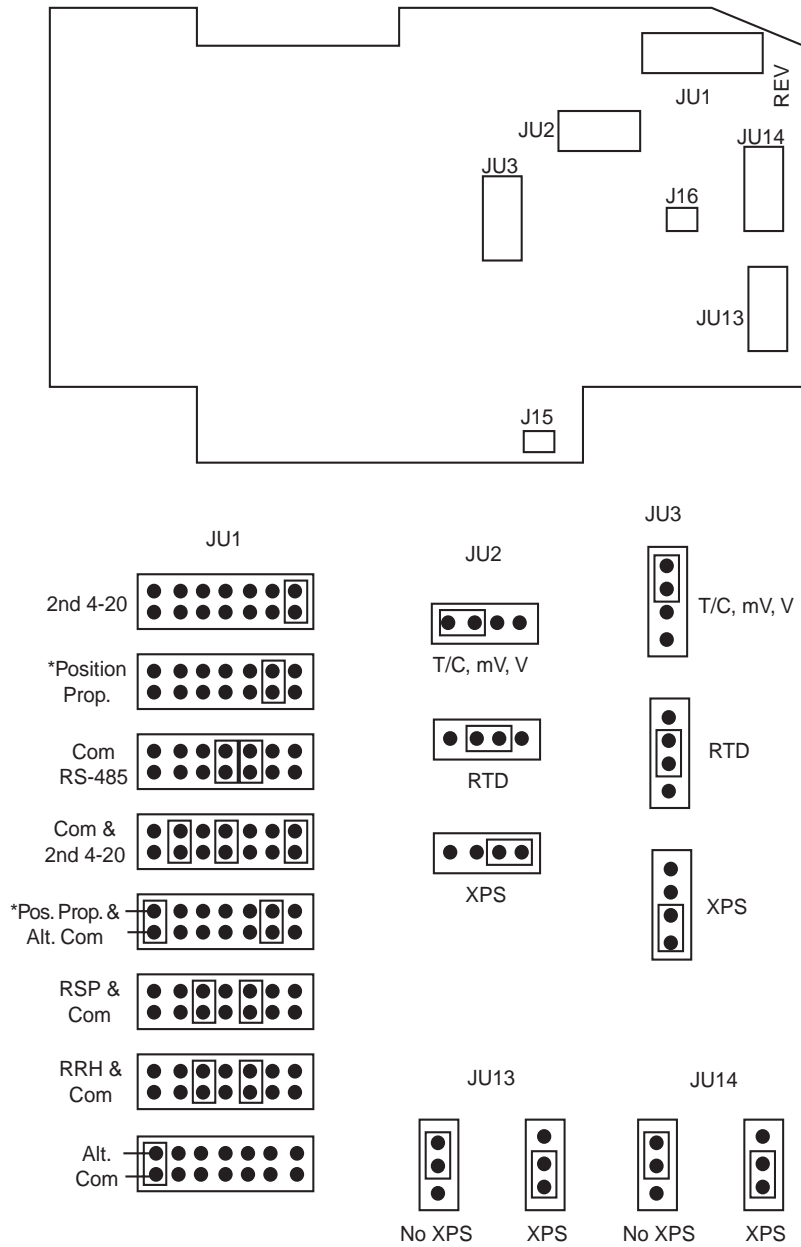 REV
JU1
JU2
JU14
JU3
J16
JU13
J15
JU1
2nd 4-20
*Position
Prop.
Com
RS-485
Com &
2nd 4-20
*Pos. Prop. &
Alt. Com
RSP &
Com
RRH &
Com
Alt.
Com
JU2
T/C, mV, V
RTD
XPS
JU3
T/C, mV, V
RTD
XPS
JU13
No XPS
XPS
JU14
No XPS
XPS